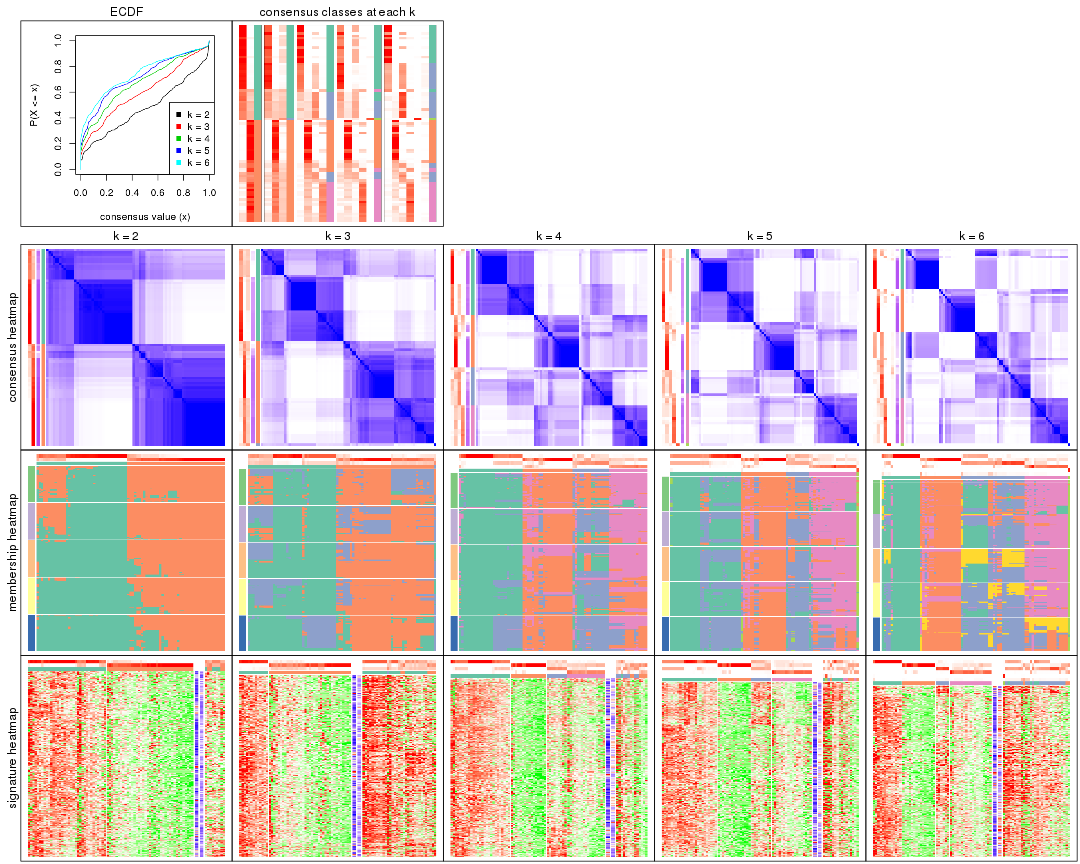 ECDF
consensus classes at each k
P(X <= x)
0.0 0.2 0.4 0.6 0.8 1.0
k = 2
k = 3
k = 4
k = 5
k = 6
0.0 0.2 0.4 0.6 0.8 1.0
consensus value (x)
k = 2 k = 3 k = 4 k = 5 k = 6
consensus heatmap
membership heatmap
signature heatmap